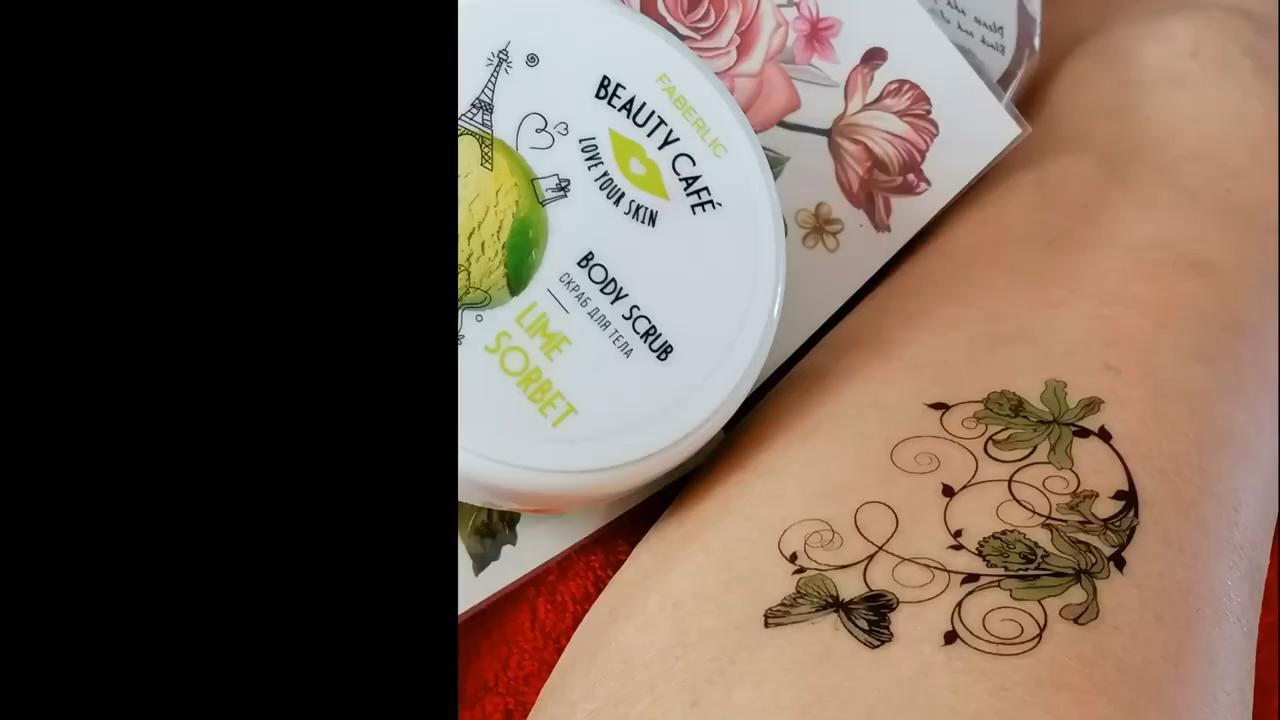 FABERLIC
BEAUTY CAFÉ
LOVE YOUR SKIN
BODY SCRUB
СКРАБ ДЛЯ ТЕЛА
LIME
SORBET